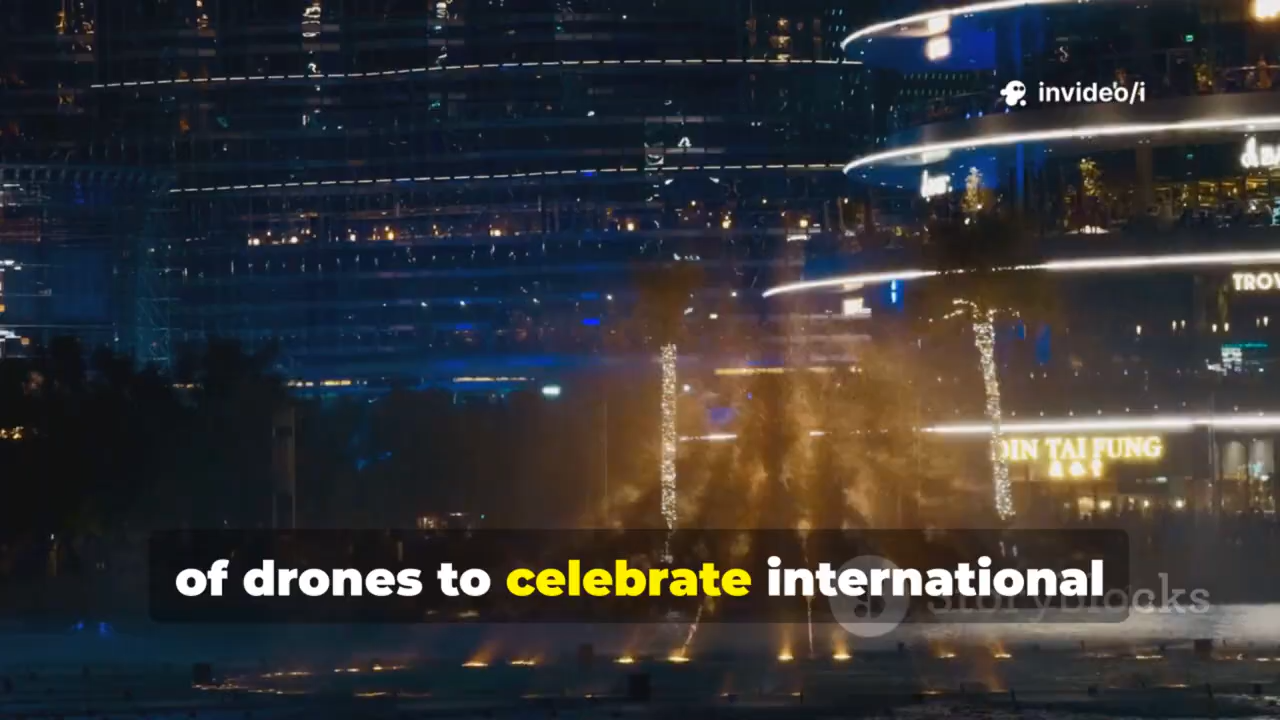 invideo/i
TROV
DIN TAI FUNG
of drones to celebrate international
StoryBlocks